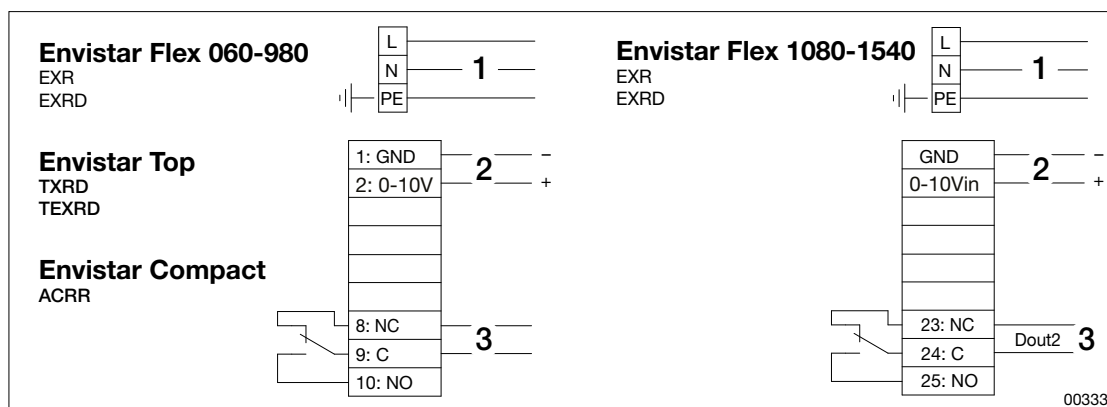 Envistar Flex 060-980
EXR
EXRD
L
N
PE
1
Envistar Top
TXRD
TEXRD
1: GND
2: 0-10V
2
−
+
Envistar Compact
ACRR
8: NC
9: C
10: NO
3
Envistar Flex 1080-1540
EXR
EXRD
L
N
PE
1
GND
0-10Vin
2
−
+
23: NC
24: C
25: NO
Dout2
3
00333